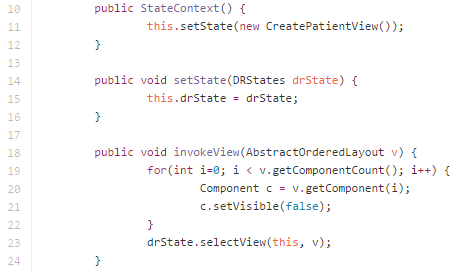 10 public StateContext() {
11 this.setState(new CreatePatientView());
12 }
13
14 public void setState(DRStates drState) {
15 this.drState = drState;
16 }
17
18 public void invokeView(AbstractOrderedLayout v) {
19 for(int i=0; i < v.getComponentCount(); i++) {
20 Component c = v.getComponent(i);
21 c.setVisible(false);
22 }
23 drState.selectView(this, v);
24 }